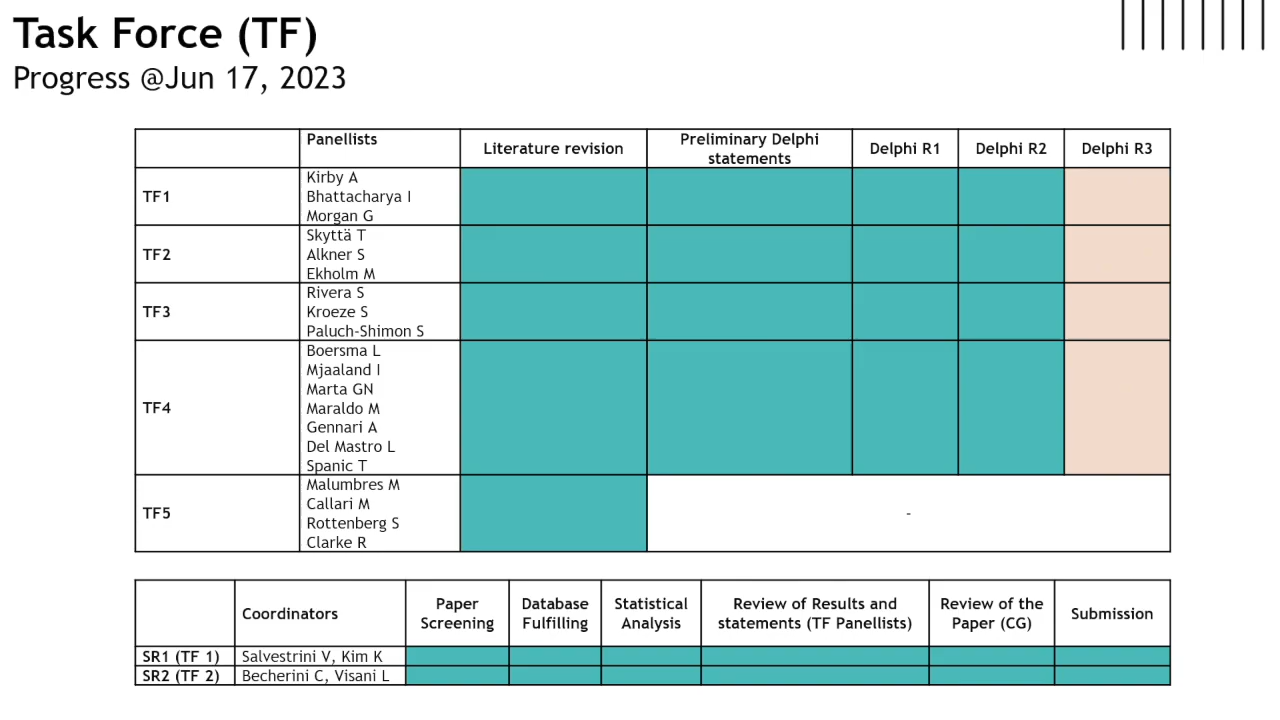 Task Force (TF)
Progress @Jun 17, 2023
Panellists
Literature revision
Preliminary Delphi
statements
Delphi R1
Delphi R2
Delphi R3
TF1
Kirby A
Bhattacharya I
Morgan G
TF2
Skyttä T
Alkner S
Ekholm M
TF3
Rivera S
Kroeze S
Paluch-Shimon S
TF4
Boersma L
Mjaaland I
Marta GN
Maraldo M
Gennari A
Del Mastro L
Spanic T
TF5
Malumbres M
Callari M
Rottenberg S
Clarke R
-
Coordinators
Paper
Screening
Database
Fulfilling
Statistical
Analysis
Review of Results and
statements (TF Panellists)
Review of the
Paper (CG)
Submission
SR1 (TF 1)
Salvestrini V, Kim K
SR2 (TF 2)
Becherini C, Visani L